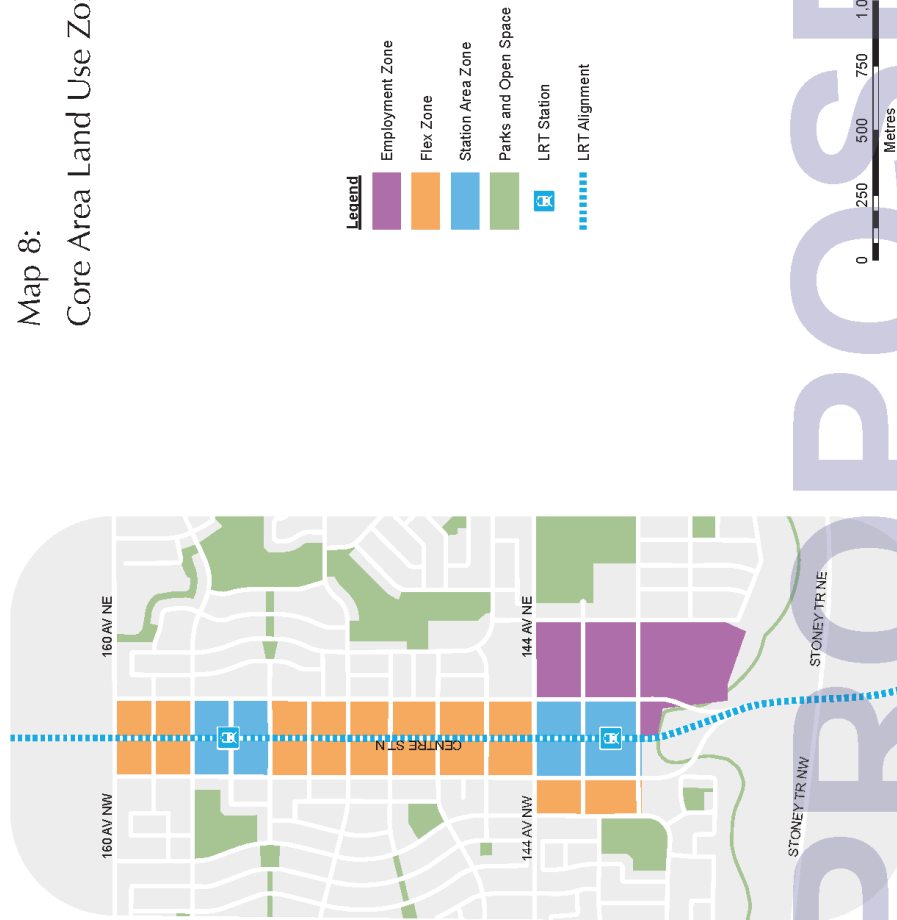 Map 8:
Core Area Land Use
Legend
Employment Zone
Flex Zone
Station Area Zone
Parks and Open Space
LRT Station
LRT Alignment
0 250 500 750
Metres
160 AV NW
160 AV NE
CENTRE ST N
144 AV NW
144 AV NE
STONEY TR NW
STONEY TR NE